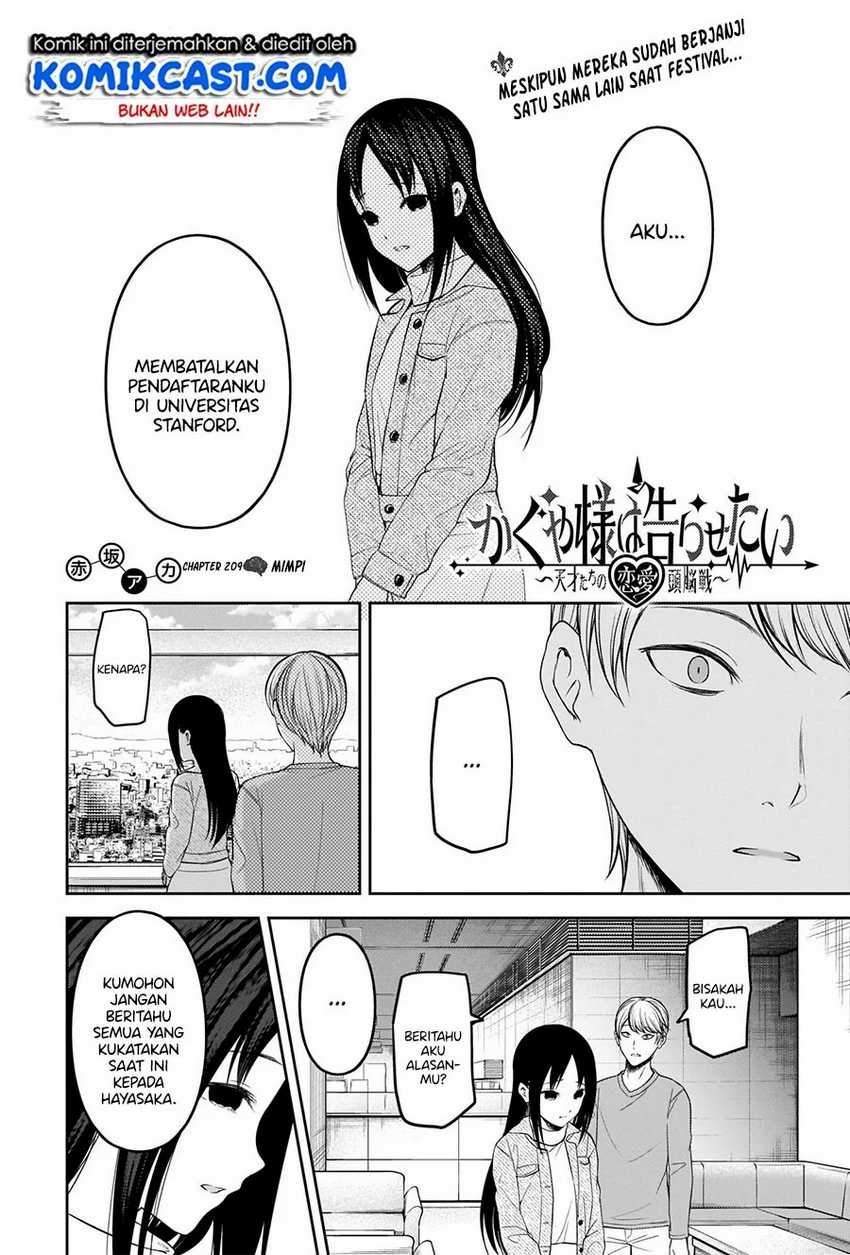 Komik ini diterjemahkan & diedit oleh
KOMIKCAST.COM
BUKAN WEB LAIN!!
MESKIPUN MEREKA SUDAH BERJANJI
SATU SAMA LAIN SAAT FESTIVAL...
AKU...
MEMBATALKAN
PENDAFTARANKU
DI UNIVERSITAS
STANFORD.
かぐや様は告らせたい
～天才たちの恋愛頭脳戦～
赤坂アカ
CHAPTER 209 MIMPI
...
KENAPA?
BISAKAH
KAU...
BERITAHU
AKU
ALASAN-
MU?
...
KUMOHON
JANGAN
BERITAHU
SEMUA YANG
KUKATAKAN
SAAT INI
KEPADA
HAYASAKA.